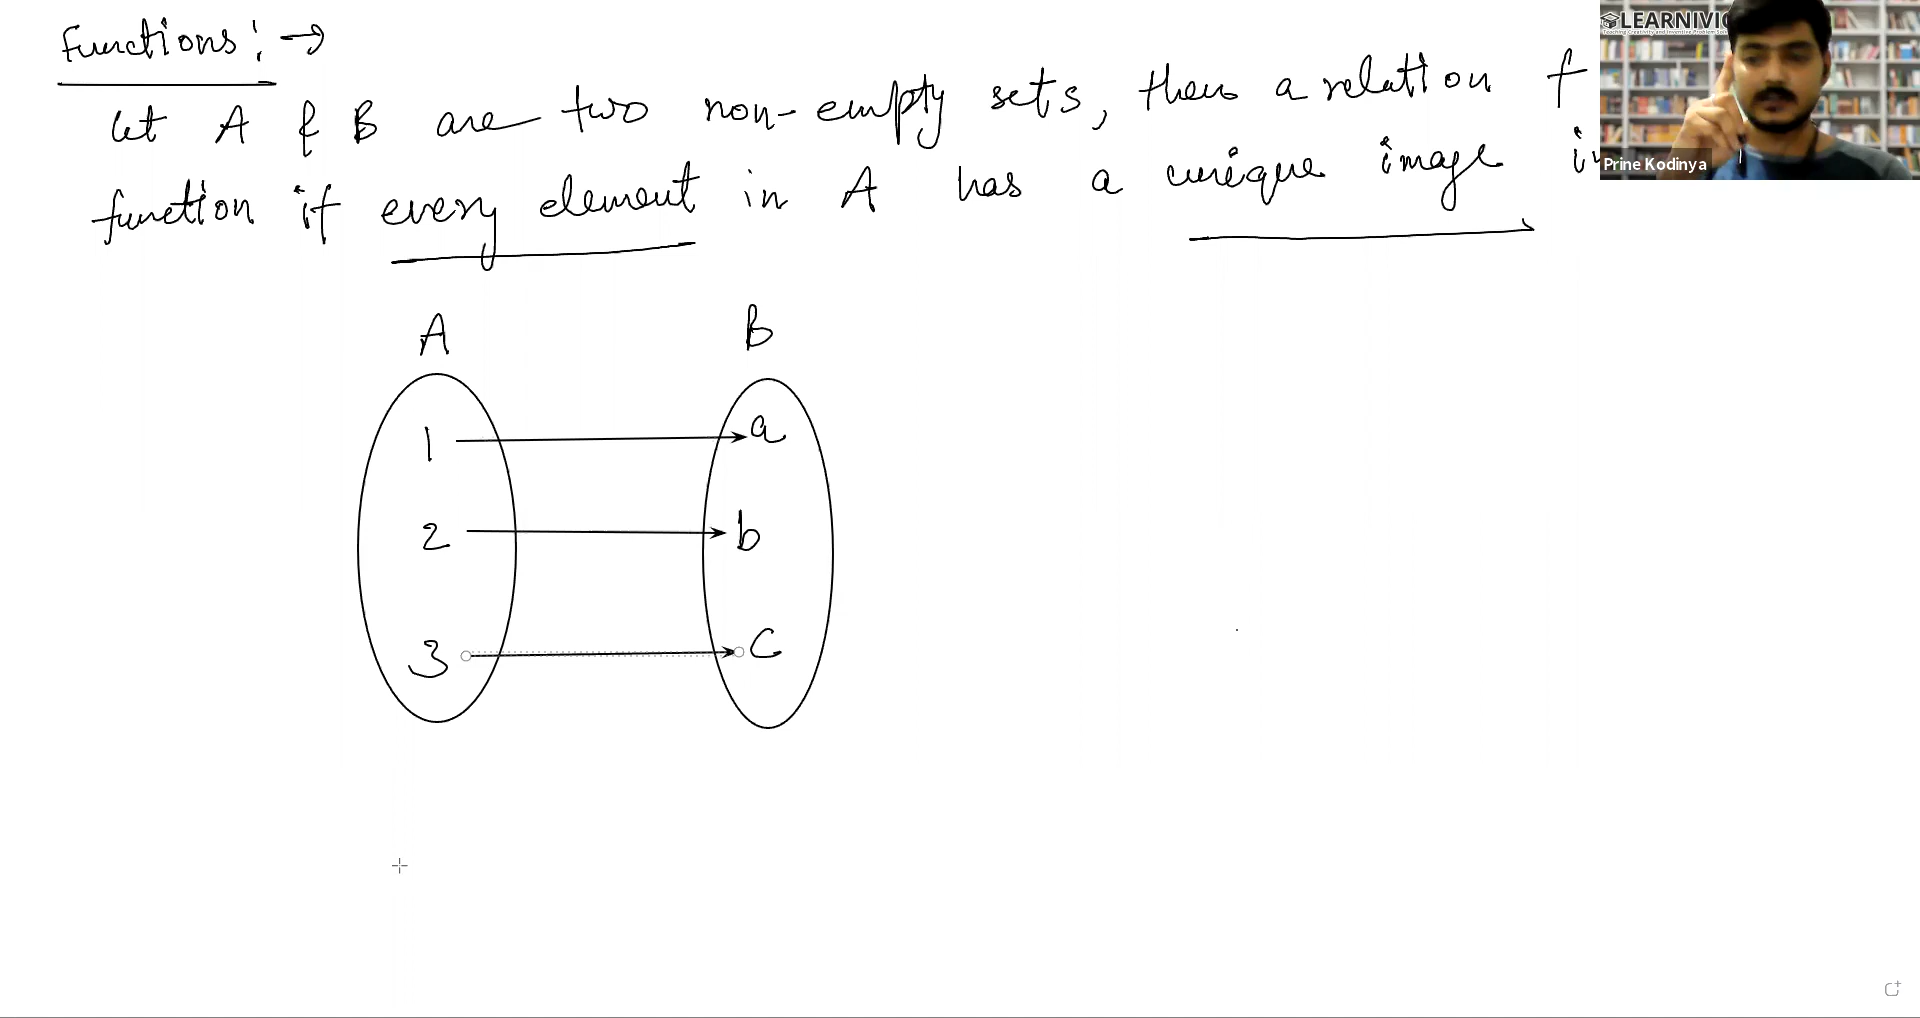 Functions: →
LEARNIVI
let A & B are two non-empty sets, then a relation f
function if every element in A has a unique image
Prine Kodinya
A B
1 a
2 b
3 C